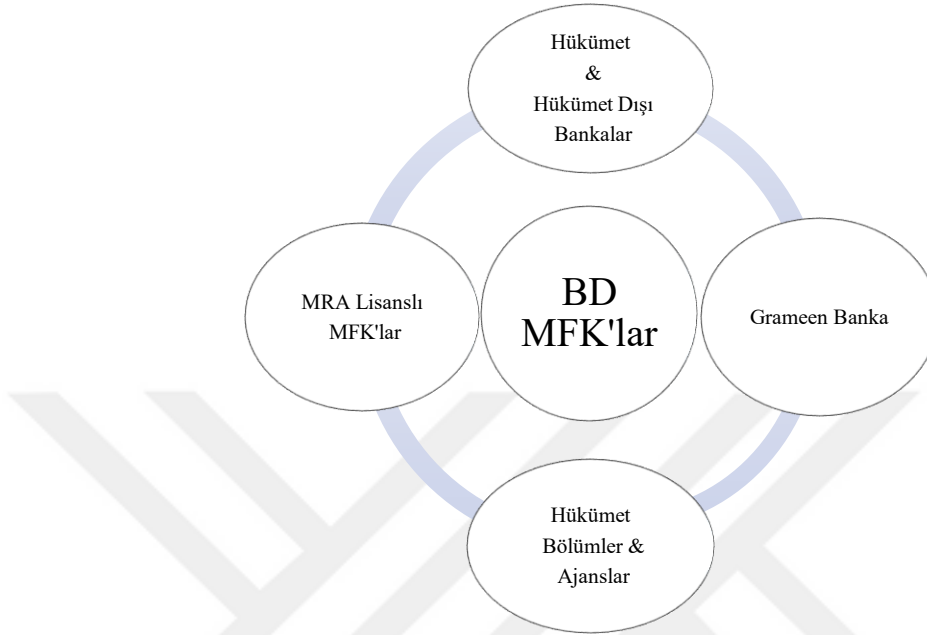 Hükümet
&
Hükümet Dışı
Bankalar
MRA Lisanslı
MFK'lar
BD
MFK'lar
Grameen Banka
Hükümet
Bölümler &
Ajanslar